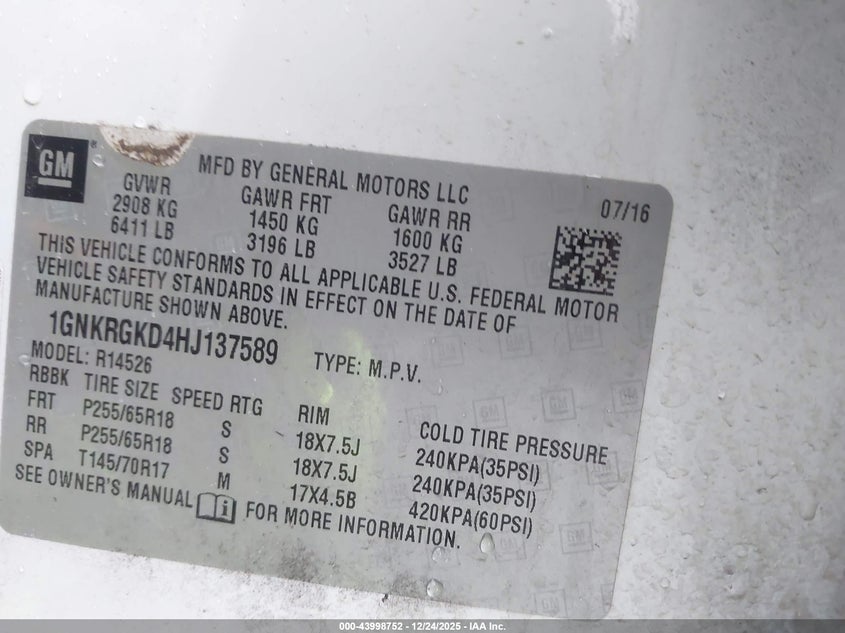 GM
MFD BY GENERAL MOTORS LLC
07/16
GVWR GAWR FRT GAWR RR
2908 KG 1450 KG 1600 KG
6411 LB 3196 LB 3527 LB
THIS VEHICLE CONFORMS TO ALL APPLICABLE U.S. FEDERAL MOTOR
VEHICLE SAFETY STANDARDS IN EFFECT ON THE DATE OF
MANUFACTURE SHOWN ABOVE.
1GNKRGKD4HJ137589 TYPE: M.P.V.
MODEL: R14526
RBBK TIRE SIZE SPEED RTG RIM COLD TIRE PRESSURE
FRT P255/65R18 S 18X7.5J 240KPA(35PSI)
RR P255/65R18 S 18X7.5J 240KPA(35PSI)
SPA T145/70R17 M 17X4.5B 420KPA(60PSI)
SEE OWNER'S MANUAL FOR MORE INFORMATION.
000-43998752 — 12/24/2025 — IAA Inc.